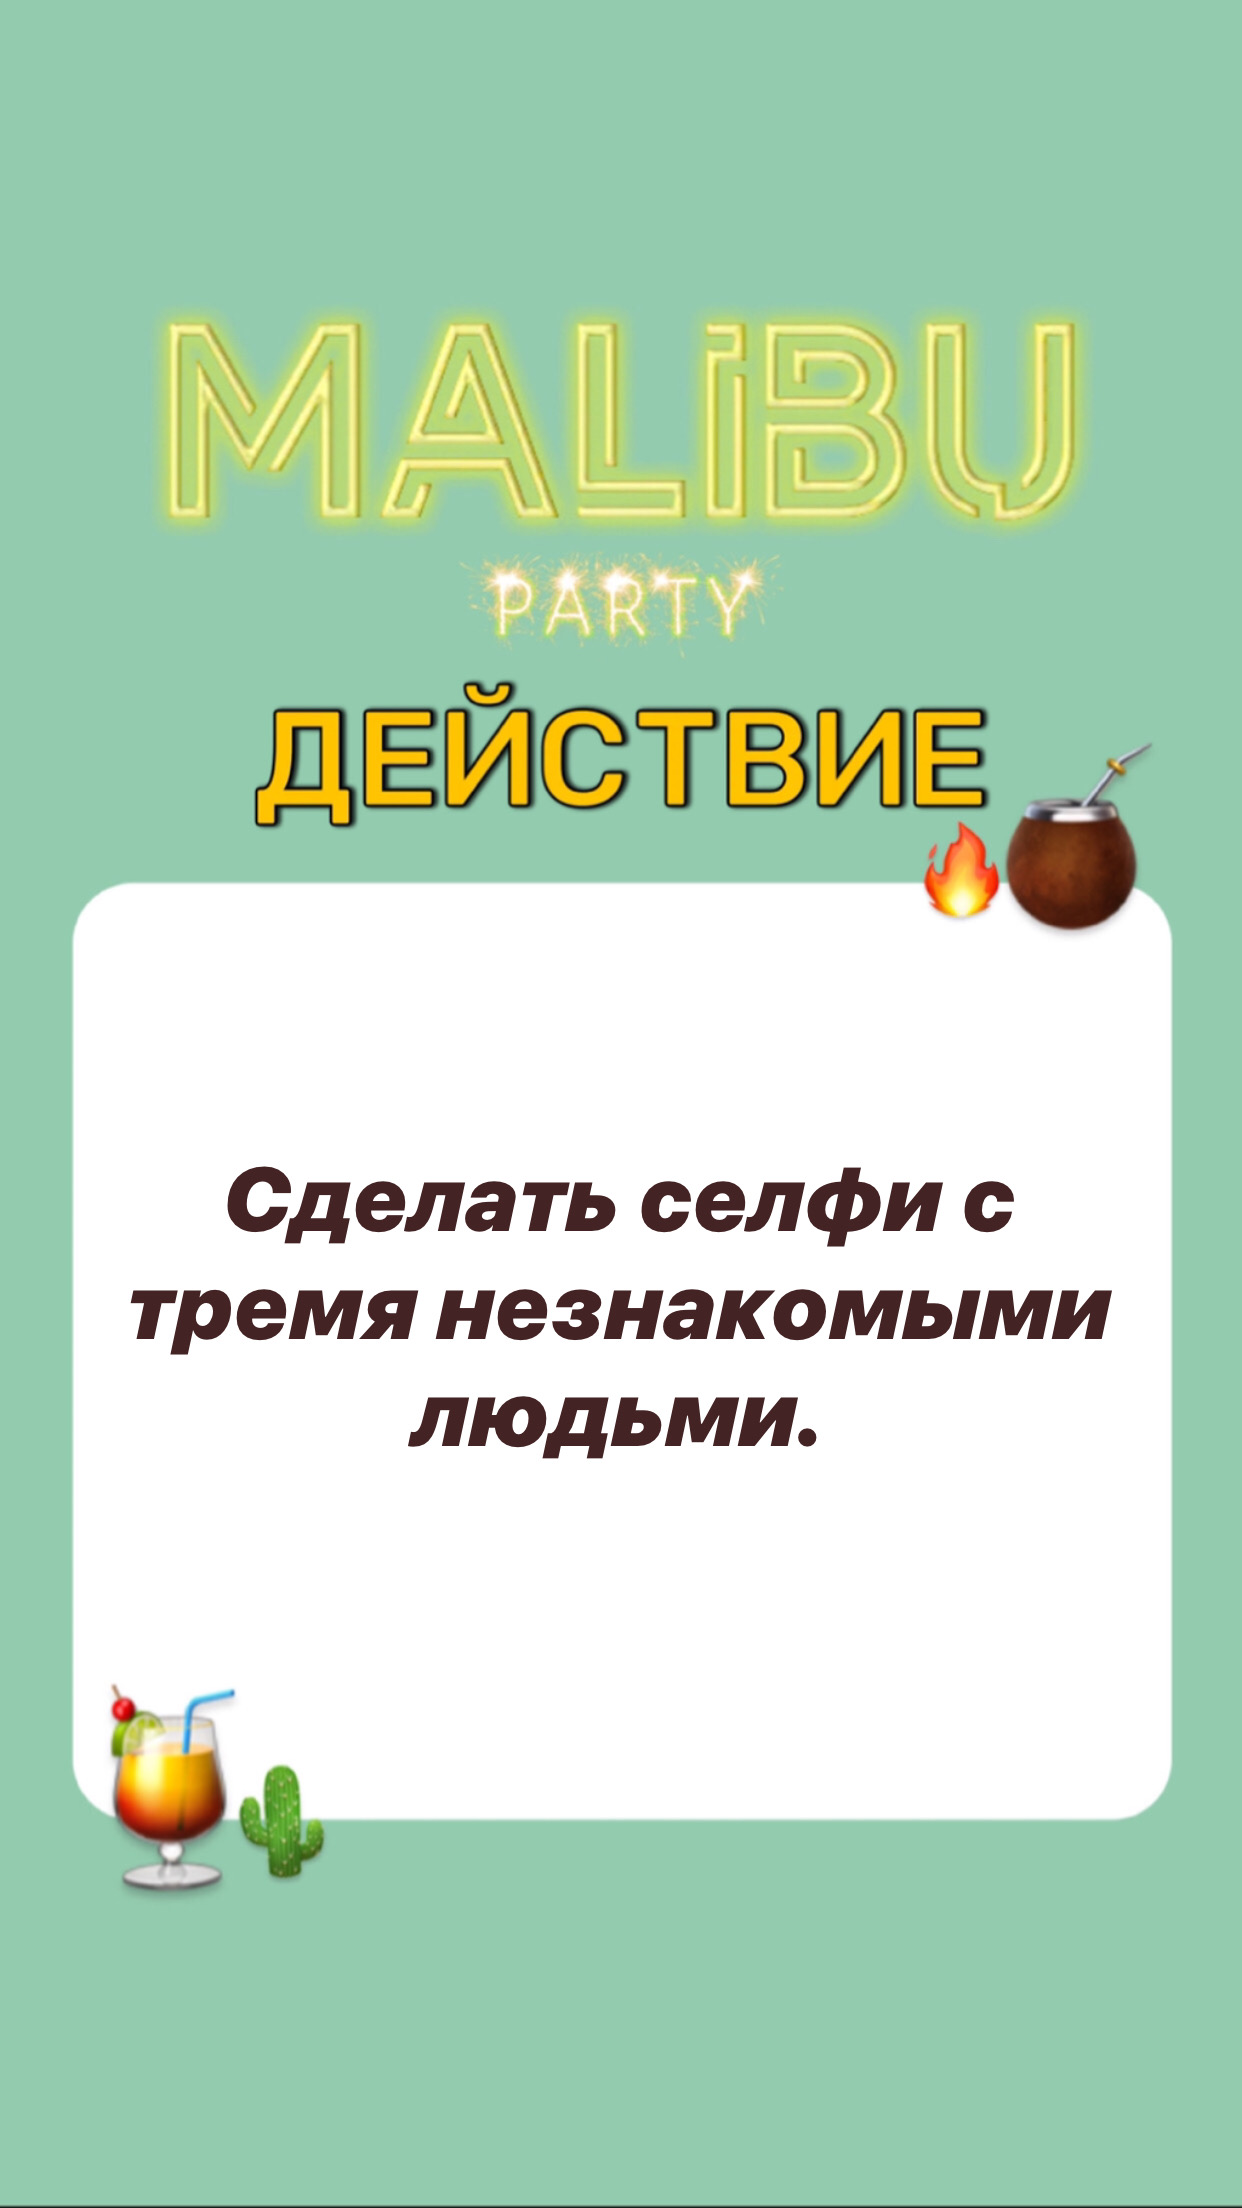 MALiBU
PARTY
ДЕЙСТВИЕ
Сделать селфи с
тремя незнакомыми
людьми.